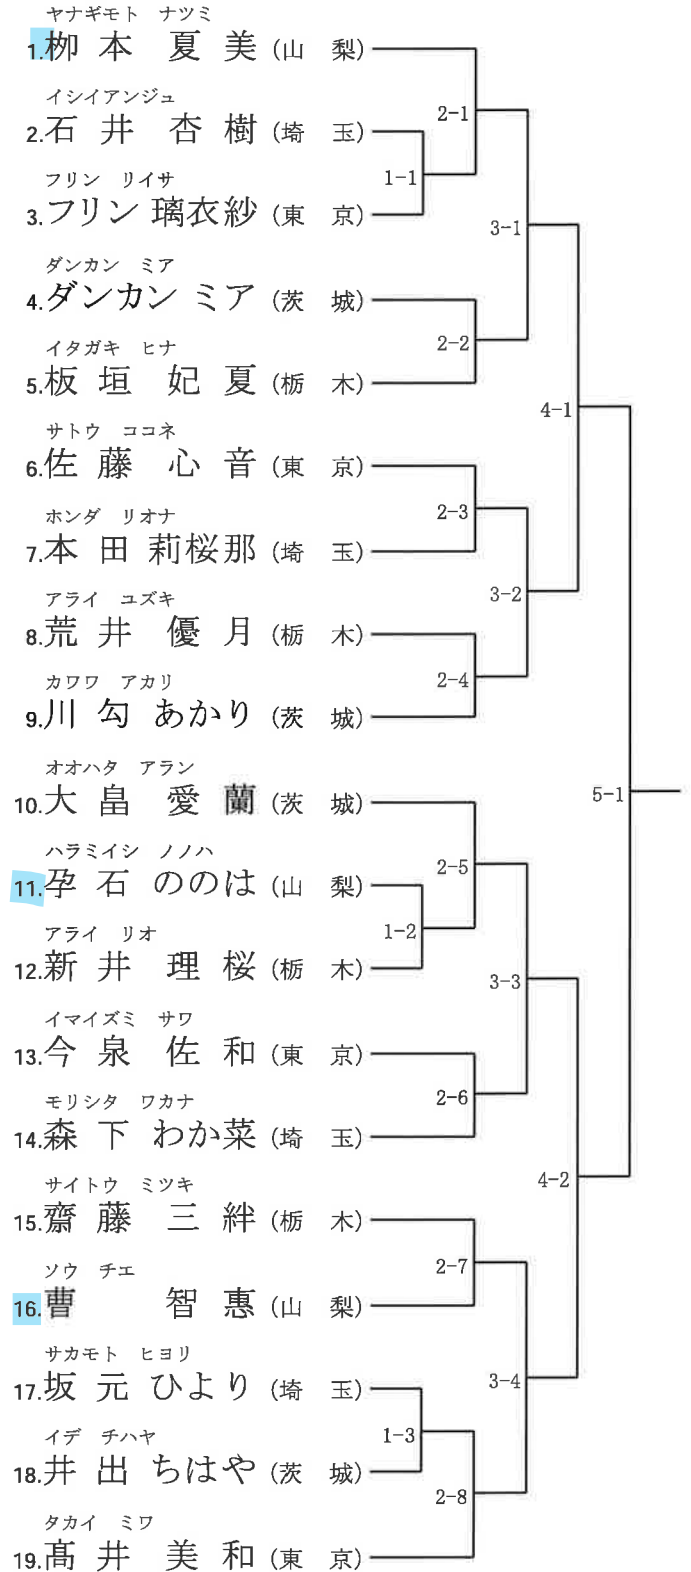 ヤナギモト ナツミ
1.栁本 夏美(山 梨)
2-1
イシイアンジュ
2.石井 杏樹(埼 玉)
1-1
フリン リイサ
3.フリン 璃衣紗(東 京)
3-1
ダンカン ミア
4.ダンカン ミア(茨 城)
2-2
イタガキ ヒナ
5.板垣 妃夏(栃 木)
4-1
サトウ ココネ
6.佐藤 心音(東 京)
2-3
ホンダ リオナ
7.本田 莉桜那(埼 玉)
3-2
アライ ユズキ
8.荒井 優月(栃 木)
2-4
カワワ アカリ
9.川勾 あかり(茨 城)
オオハタ アラン
5-1
10.大畠 愛蘭(茨 城)
ハラミイシ ノノハ
2-5
11.孕石 ののは(山 梨)
アライ リオ
1-2
12.新井 理桜(栃 木)
3-3
イマイズミ サワ
13.今泉 佐和(東 京)
2-6
モリシタ ワカナ
14.森下 わか菜(埼 玉)
4-2
サイトウ ミツキ
15.齋藤 三絆(栃 木)
2-7
ソウ チエ
16.曹 智惠(山 梨)
サカモト ヒヨリ
3-4
17.坂元 ひより(埼 玉)
1-3
イデ チハヤ
18.井出 ちはや(茨 城)
2-8
タカイ ミワ
19.髙井 美和(東 京)